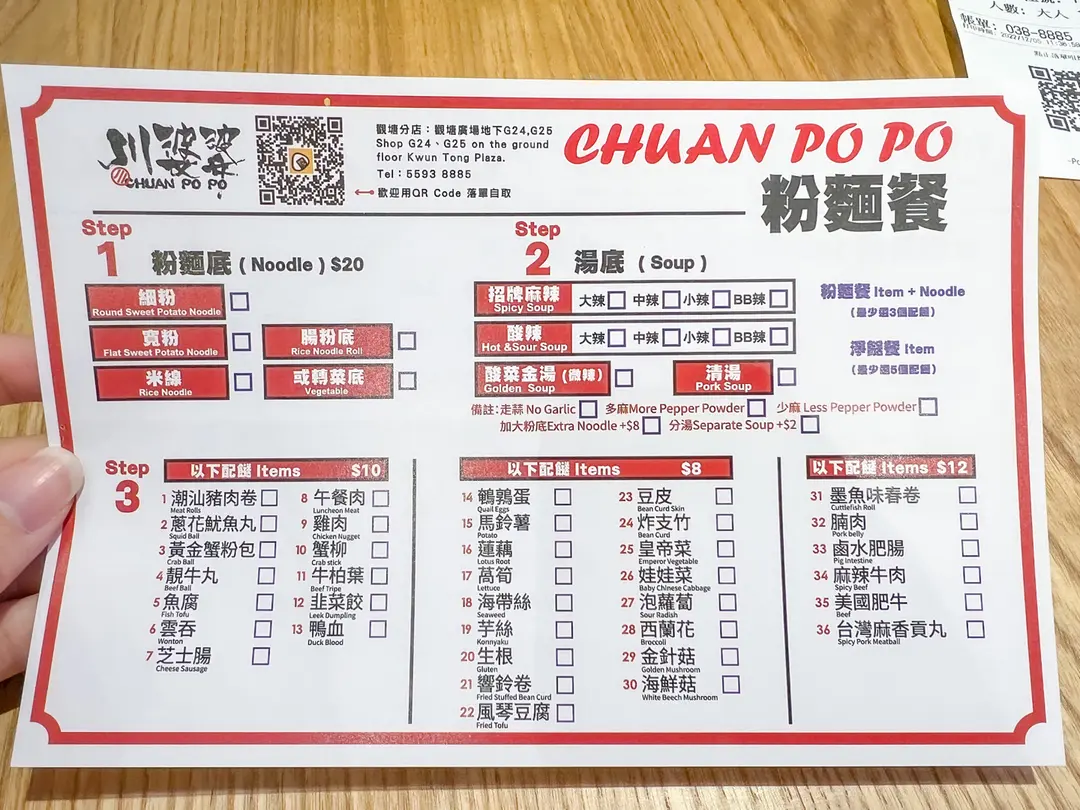 人數: 大人
帳單: 038-8885
川婆婆
CHUAN PO PO
觀塘分店：觀塘廣場地下G24,G25
Shop G24、G25 on the ground
floor Kwun Tong Plaza.
Tel：5593 8885
歡迎用QR Code 落單自取
CHUAN PO PO
粉麵餐
Step 1 粉麵底 ( Noodle ) $20
細粉
Round Sweet Potato Noodle
寬粉
Flat Sweet Potato Noodle
腸粉底
Rice Noodle Roll
米線
Rice Noodle
或轉菜底
Vegetable
Step 2 湯底 ( Soup )
招牌麻辣
Spicy Soup
大辣 中辣 小辣 BB辣
酸辣
Hot &Sour Soup
大辣 中辣 小辣 BB辣
酸菜金湯 (微辣)
Golden Soup
清湯
Pork Soup
備註:走蒜 No Garlic 多麻More Pepper Powder 少麻 Less Pepper Powder
加大粉底Extra Noodle +$8 分湯Separate Soup +$2
粉麵餐 Item + Noodle
(最少選3個配餸)
淨餸餐 Item
(最少選5個配餸)
Step 3
以下配餸 Items $10
1 潮汕豬肉卷
Meat Rolls
2 蔥花魷魚丸
Squid Ball
3 黃金蟹粉包
Crab Ball
4 靚牛丸
Beef Ball
5 魚腐
Fish Tofu
6 雲吞
Wonton
7 芝士腸
Cheese Sausage
8 午餐肉
Luncheon Meat
9 雞肉
Chicken Nugget
10 蟹柳
Crab stick
11 牛柏葉
Beef Tripe
12 韭菜餃
Leek Dumpling
13 鴨血
Duck Blood
以下配餸 Items $8
14 鵪鶉蛋
Quail Eggs
15 馬鈴薯
Potato
16 蓮藕
Lotus Root
17 萵筍
Lettuce
18 海帶絲
Seaweed
19 芋絲
Konnyaku
20 生根
Gluten
21 響鈴卷
Fried Stuffed Bean Curd
22 風琴豆腐
Fried Tofu
23 豆皮
Bean Curd Skin
24 炸支竹
Bean Curd
25 皇帝菜
Emperor Vegetable
26 娃娃菜
Baby Chinese Cabbage
27 泡蘿蔔
Sour Radish
28 西蘭花
Broccoli
29 金針菇
Golden Mushroom
30 海鮮菇
White Beech Mushroom
以下配餸 Items $12
31 墨魚味春卷
Cuttlefish Roll
32 腩肉
Pork belly
33 鹵水肥腸
Pig Intestine
34 麻辣牛肉
Spicy Beef
35 美國肥牛
Beef
36 台灣麻香貢丸
Spicy Pork Meatball